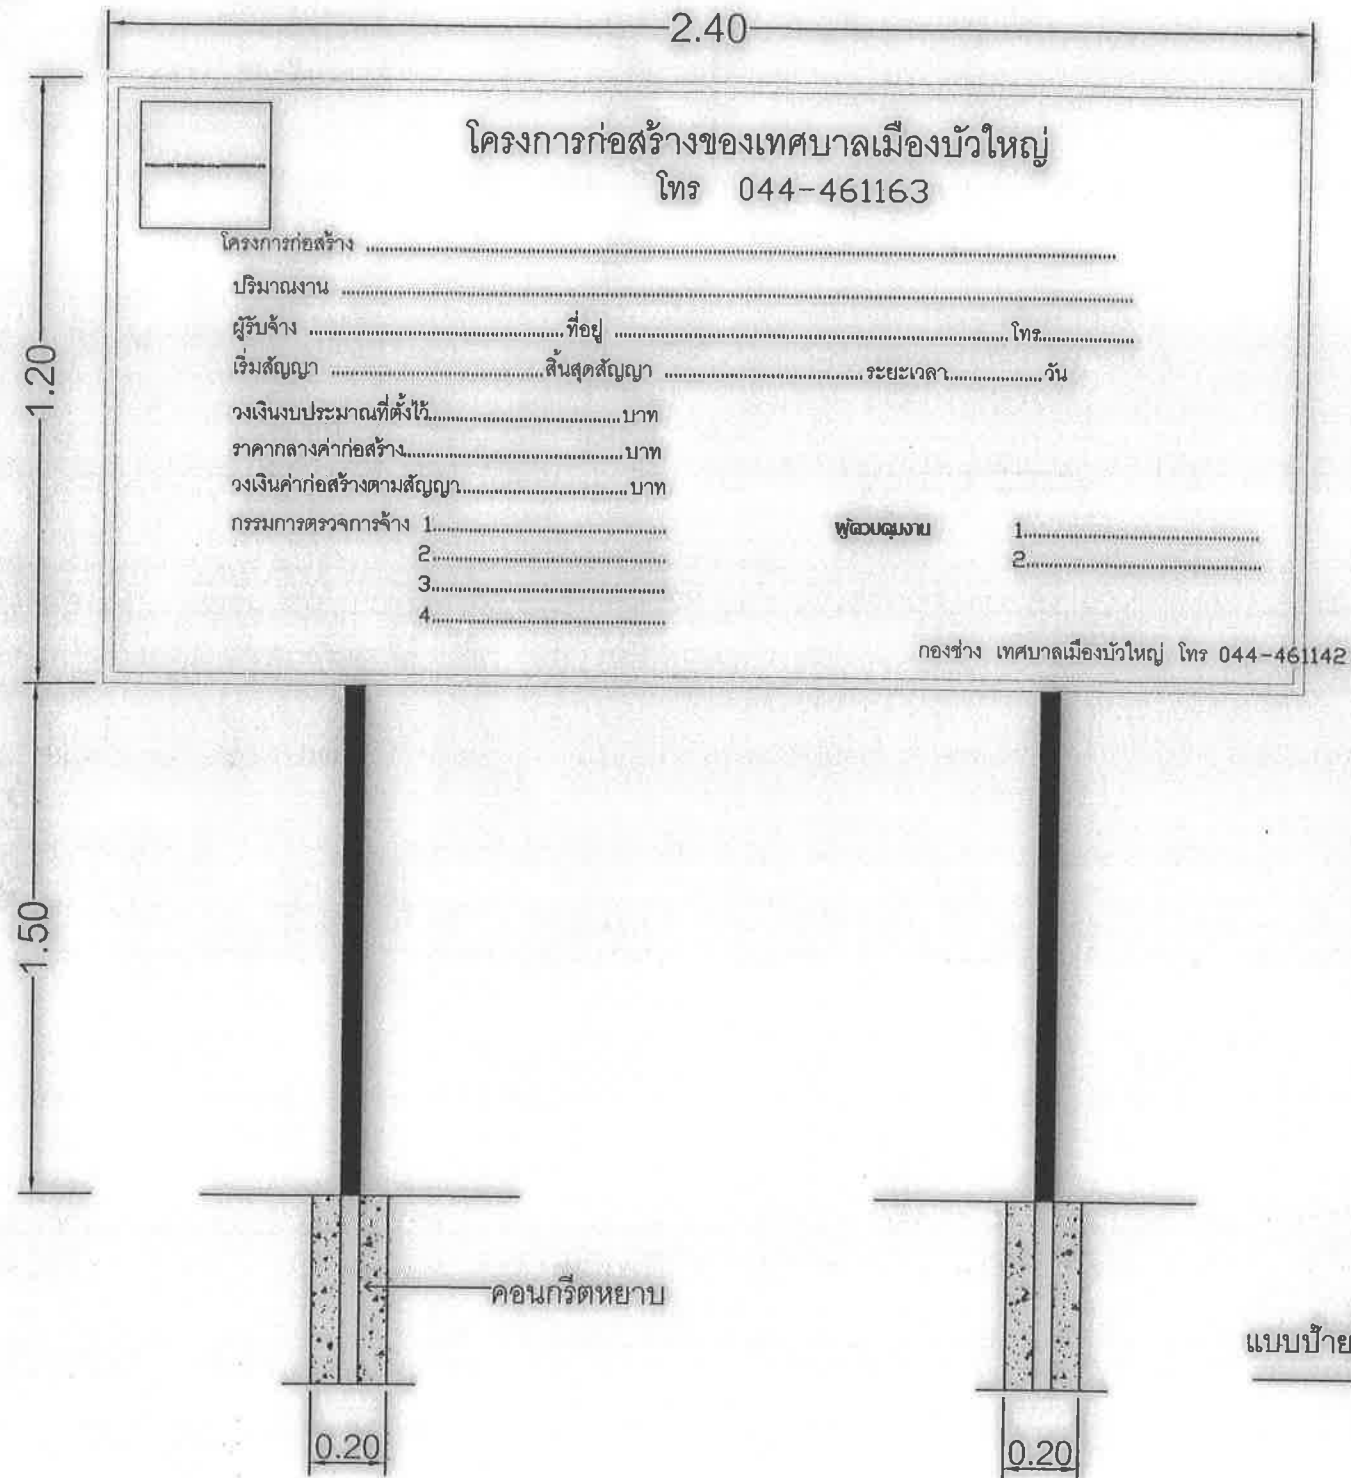 2.40
โครงการก่อสร้างของเทศบาลเมืองบัวใหญ่
โทร 044-461163
โครงการก่อสร้าง ........................................
ปริมาณงาน ........................................
ผู้รับจ้าง .................... ที่อยู่ .............................. โทร...............
เริ่มสัญญา .................... สิ้นสุดสัญญา .................... ระยะเวลา............... วัน
วงเงินงบประมาณที่ตั้งไว้.............................. บาท
ราคากลางค่าก่อสร้าง.............................. บาท
วงเงินค่าก่อสร้างตามสัญญา.............................. บาท
กรรมการตรวจการจ้าง 1.............................. ผู้ควบคุมงาน 1..............................
2.............................. 2..............................
3..............................
4..............................
กองช่าง เทศบาลเมืองบัวใหญ่ โทร 044-461142
1.20
1.50
คอนกรีตหยาบ
แบบป้าย
0.20
0.20